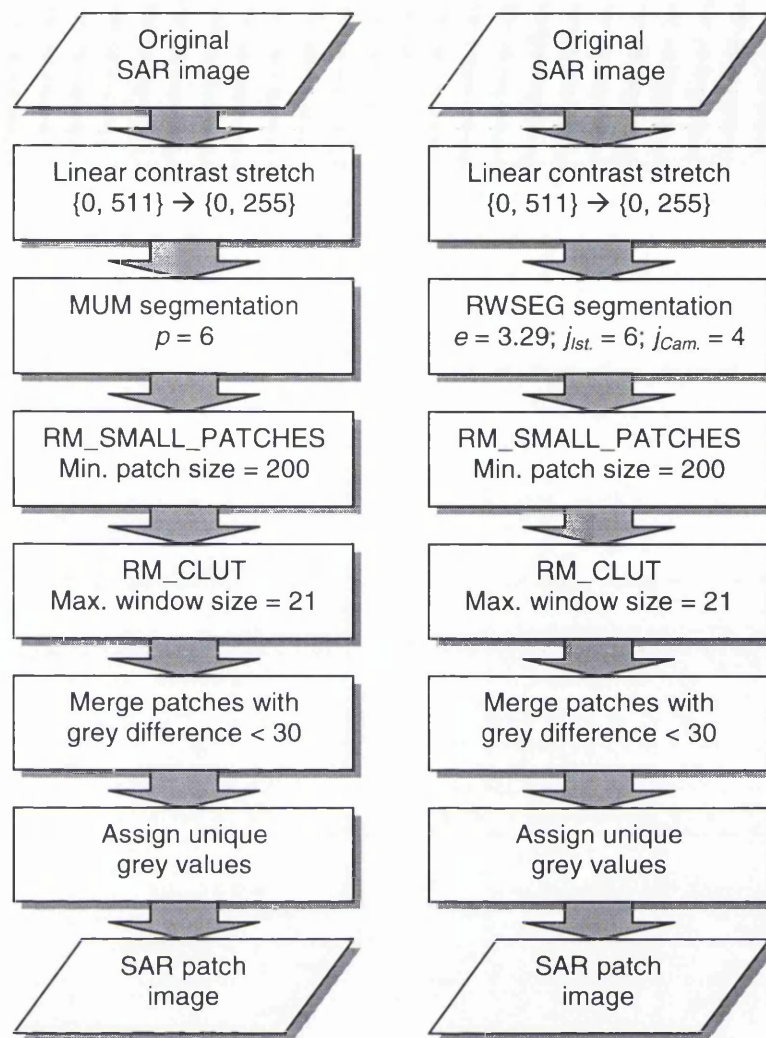 Original
SAR image
Linear contrast stretch
{0, 511} → {0, 255}
MUM segmentation
p = 6
RM_SMALL_PATCHES
Min. patch size = 200
RM_CLUT
Max. window size = 21
Merge patches with
grey difference < 30
Assign unique
grey values
SAR patch
image
Original
SAR image
Linear contrast stretch
{0, 511} → {0, 255}
RWSEG segmentation
e = 3.29; jIst. = 6; jCam. = 4
RM_SMALL_PATCHES
Min. patch size = 200
RM_CLUT
Max. window size = 21
Merge patches with
grey difference < 30
Assign unique
grey values
SAR patch
image